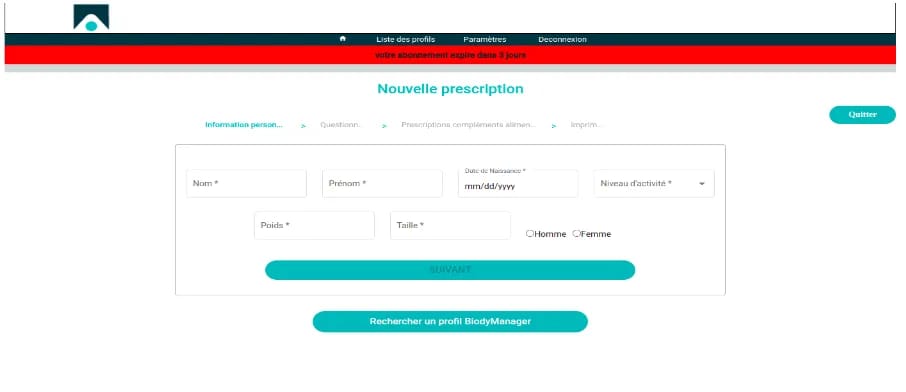 Liste des profils Paramètres Deconnexion
votre abonnement expire dans 3 jours
Nouvelle prescription
Quitter
Information person... > Questionn... > Prescriptions compléments alimen... > Imprim...
Nom * Prénom * Date de Naissance * mm/dd/yyyy Niveau d'activité *
Poids * Taille * Homme Femme
SUIVANT
Rechercher un profil BiodyManager